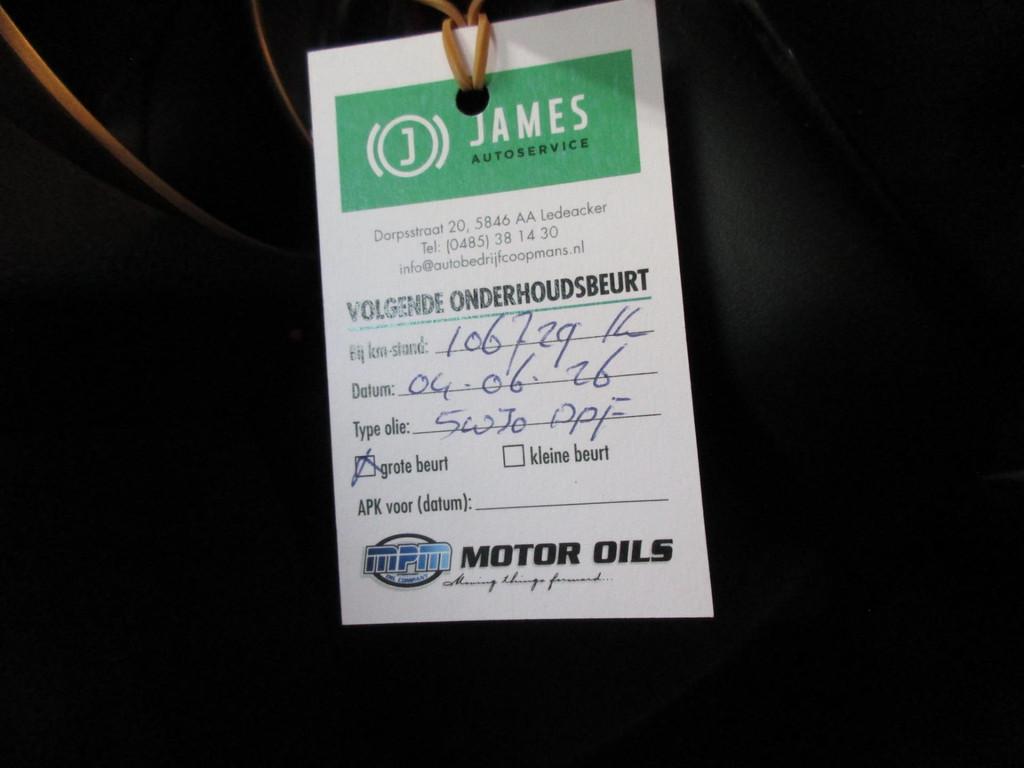 J JAMES
AUTOSERVICE
Dorpsstraat 20, 5846 AA Ledeacker
Tel: (0485) 38 14 30
info@autobedrijfcoopmans.nl
VOLGENDE ONDERHOUDSBEURT
Bij km-stand: 106729 K
Datum: 04-06-26
Type olie: 5W30 DPF
grote beurt kleine beurt
APK voor (datum):
MPM MOTOR OILS
OIL COMPANY Moving things forward...